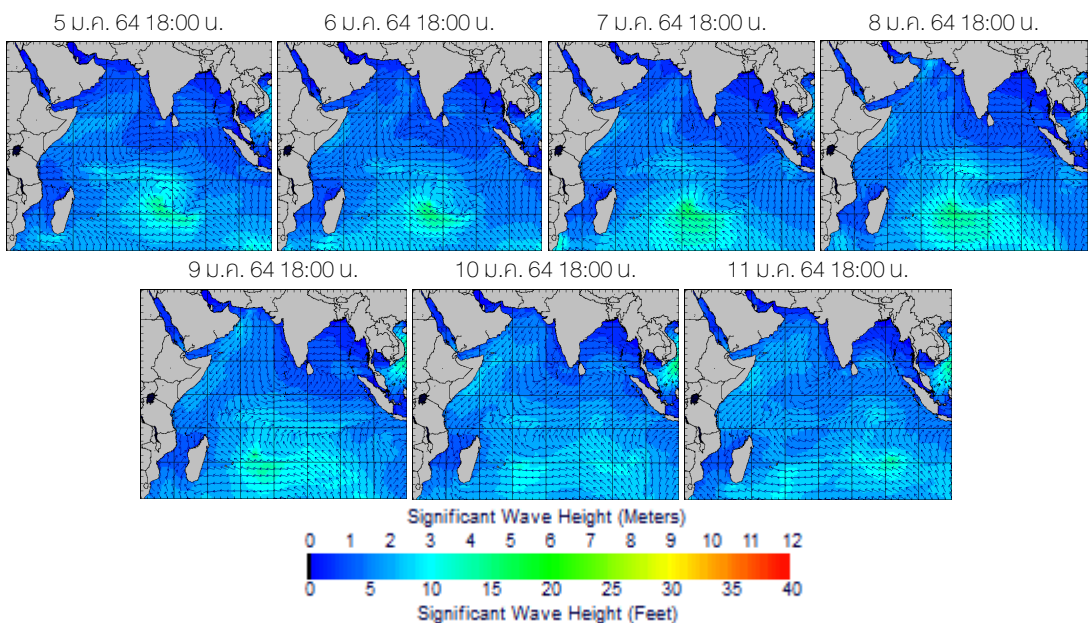 5 ม.ค. 64 18:00 น.
6 ม.ค. 64 18:00 น.
7 ม.ค. 64 18:00 น.
8 ม.ค. 64 18:00 น.
9 ม.ค. 64 18:00 น.
10 ม.ค. 64 18:00 น.
11 ม.ค. 64 18:00 น.
Significant Wave Height (Meters)
0 1 2 3 4 5 6 7 8 9 10 11 12
0 5 10 15 20 25 30 35 40
Significant Wave Height (Feet)